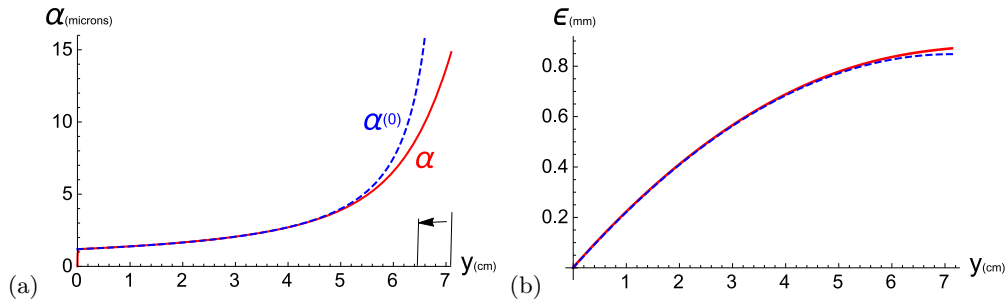 α(microns)
15
10
5
0
α(0)
α
0 1 2 3 4 5 6 7
y(cm)
(a)
ϵ(mm)
0.8
0.6
0.4
0.2
1 2 3 4 5 6 7
y(cm)
(b)